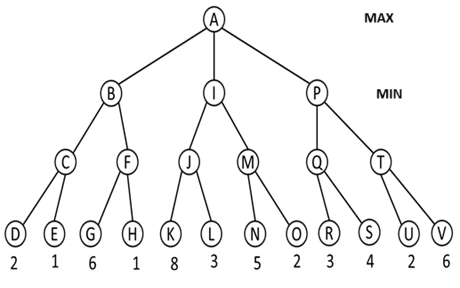 A MAX
B I P MIN
C F J M Q T
D E G H K L N O R S U V
2 1 6 1 8 3 5 2 3 4 2 6